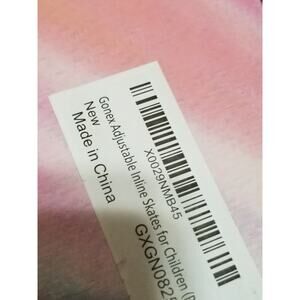 X0029NMB45
Gonex Adjustable Inline Skates for Children (
New
Made in China
GXGN082